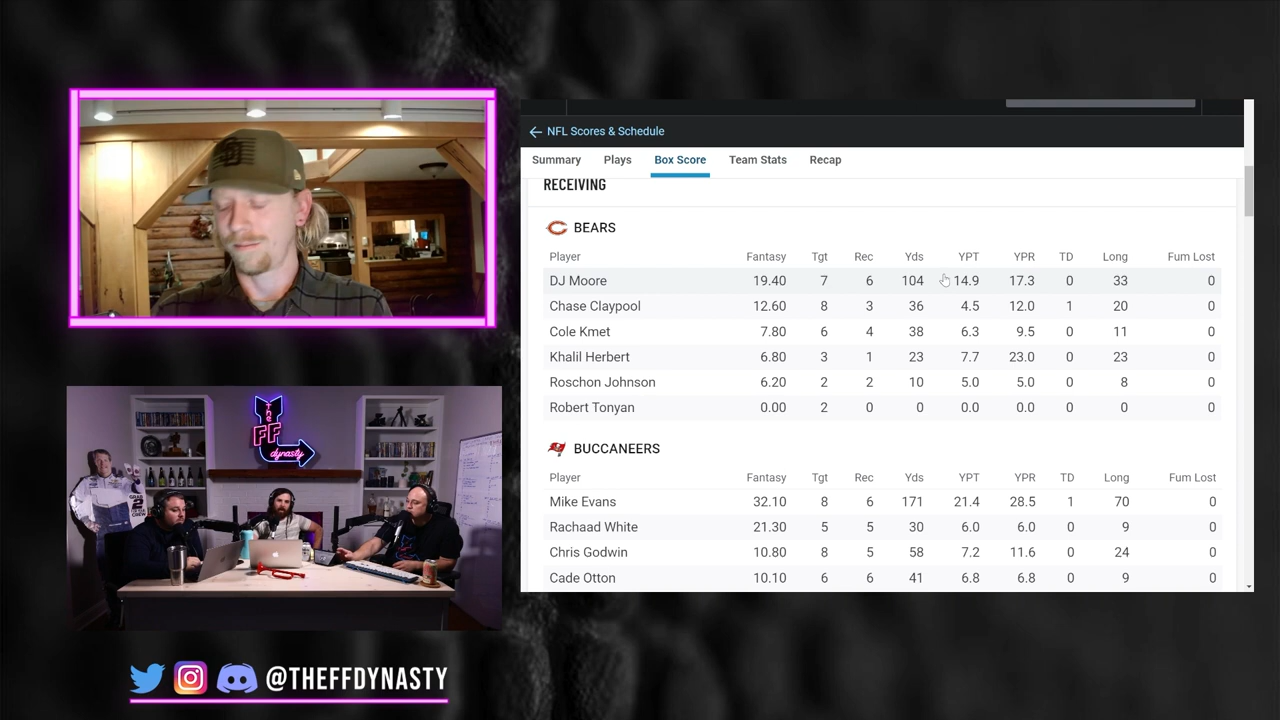 The
FF
dynasty
GRAB
2
@THEFFDYNASTY
NFL Scores & Schedule
Summary Plays Box Score Team Stats Recap
RECEIVING
BEARS
Player Fantasy Tgt Rec Yds YPT YPR TD Long Fum Lost
DJ Moore 19.40 7 6 104 14.9 17.3 0 33 0
Chase Claypool 12.60 8 3 36 4.5 12.0 1 20 0
Cole Kmet 7.80 6 4 38 6.3 9.5 0 11 0
Khalil Herbert 6.80 3 1 23 7.7 23.0 0 23 0
Roschon Johnson 6.20 2 2 10 5.0 5.0 0 8 0
Robert Tonyan 0.00 2 0 0 0.0 0.0 0 0 0
BUCCANEERS
Player Fantasy Tgt Rec Yds YPT YPR TD Long Fum Lost
Mike Evans 32.10 8 6 171 21.4 28.5 1 70 0
Rachaad White 21.30 5 5 30 6.0 6.0 0 9 0
Chris Godwin 10.80 8 5 58 7.2 11.6 0 24 0
Cade Otton 10.10 6 6 41 6.8 6.8 0 9 0